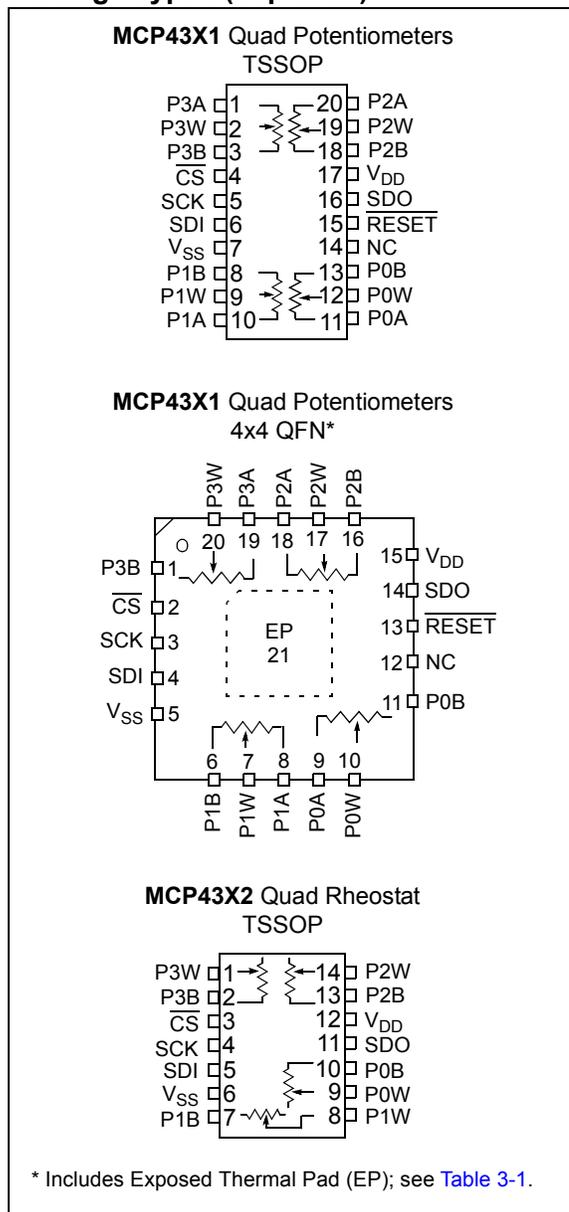 MCP43X1 Quad Potentiometers
TSSOP
P3A 1 20 P2A
P3W 2 19 P2W
P3B 3 18 P2B
CS 4 17 VDD
SCK 5 16 SDO
SDI 6 15 RESET
VSS 7 14 NC
P1B 8 13 P0B
P1W 9 12 P0W
P1A 10 11 P0A
MCP43X1 Quad Potentiometers
4x4 QFN*
P3W P3A P2A P2W P2B
20 19 18 17 16
P3B 1 15 VDD
CS 2 14 SDO
SCK 3 EP 13 RESET
SDI 4 21 12 NC
VSS 5 11 P0B
6 7 8 9 10
P1B P1W P1A P0A P0W
MCP43X2 Quad Rheostat
TSSOP
P3W 1 14 P2W
P3B 2 13 P2B
CS 3 12 VDD
SCK 4 11 SDO
SDI 5 10 P0B
VSS 6 9 P0W
P1B 7 8 P1W
* Includes Exposed Thermal Pad (EP); see Table 3-1.